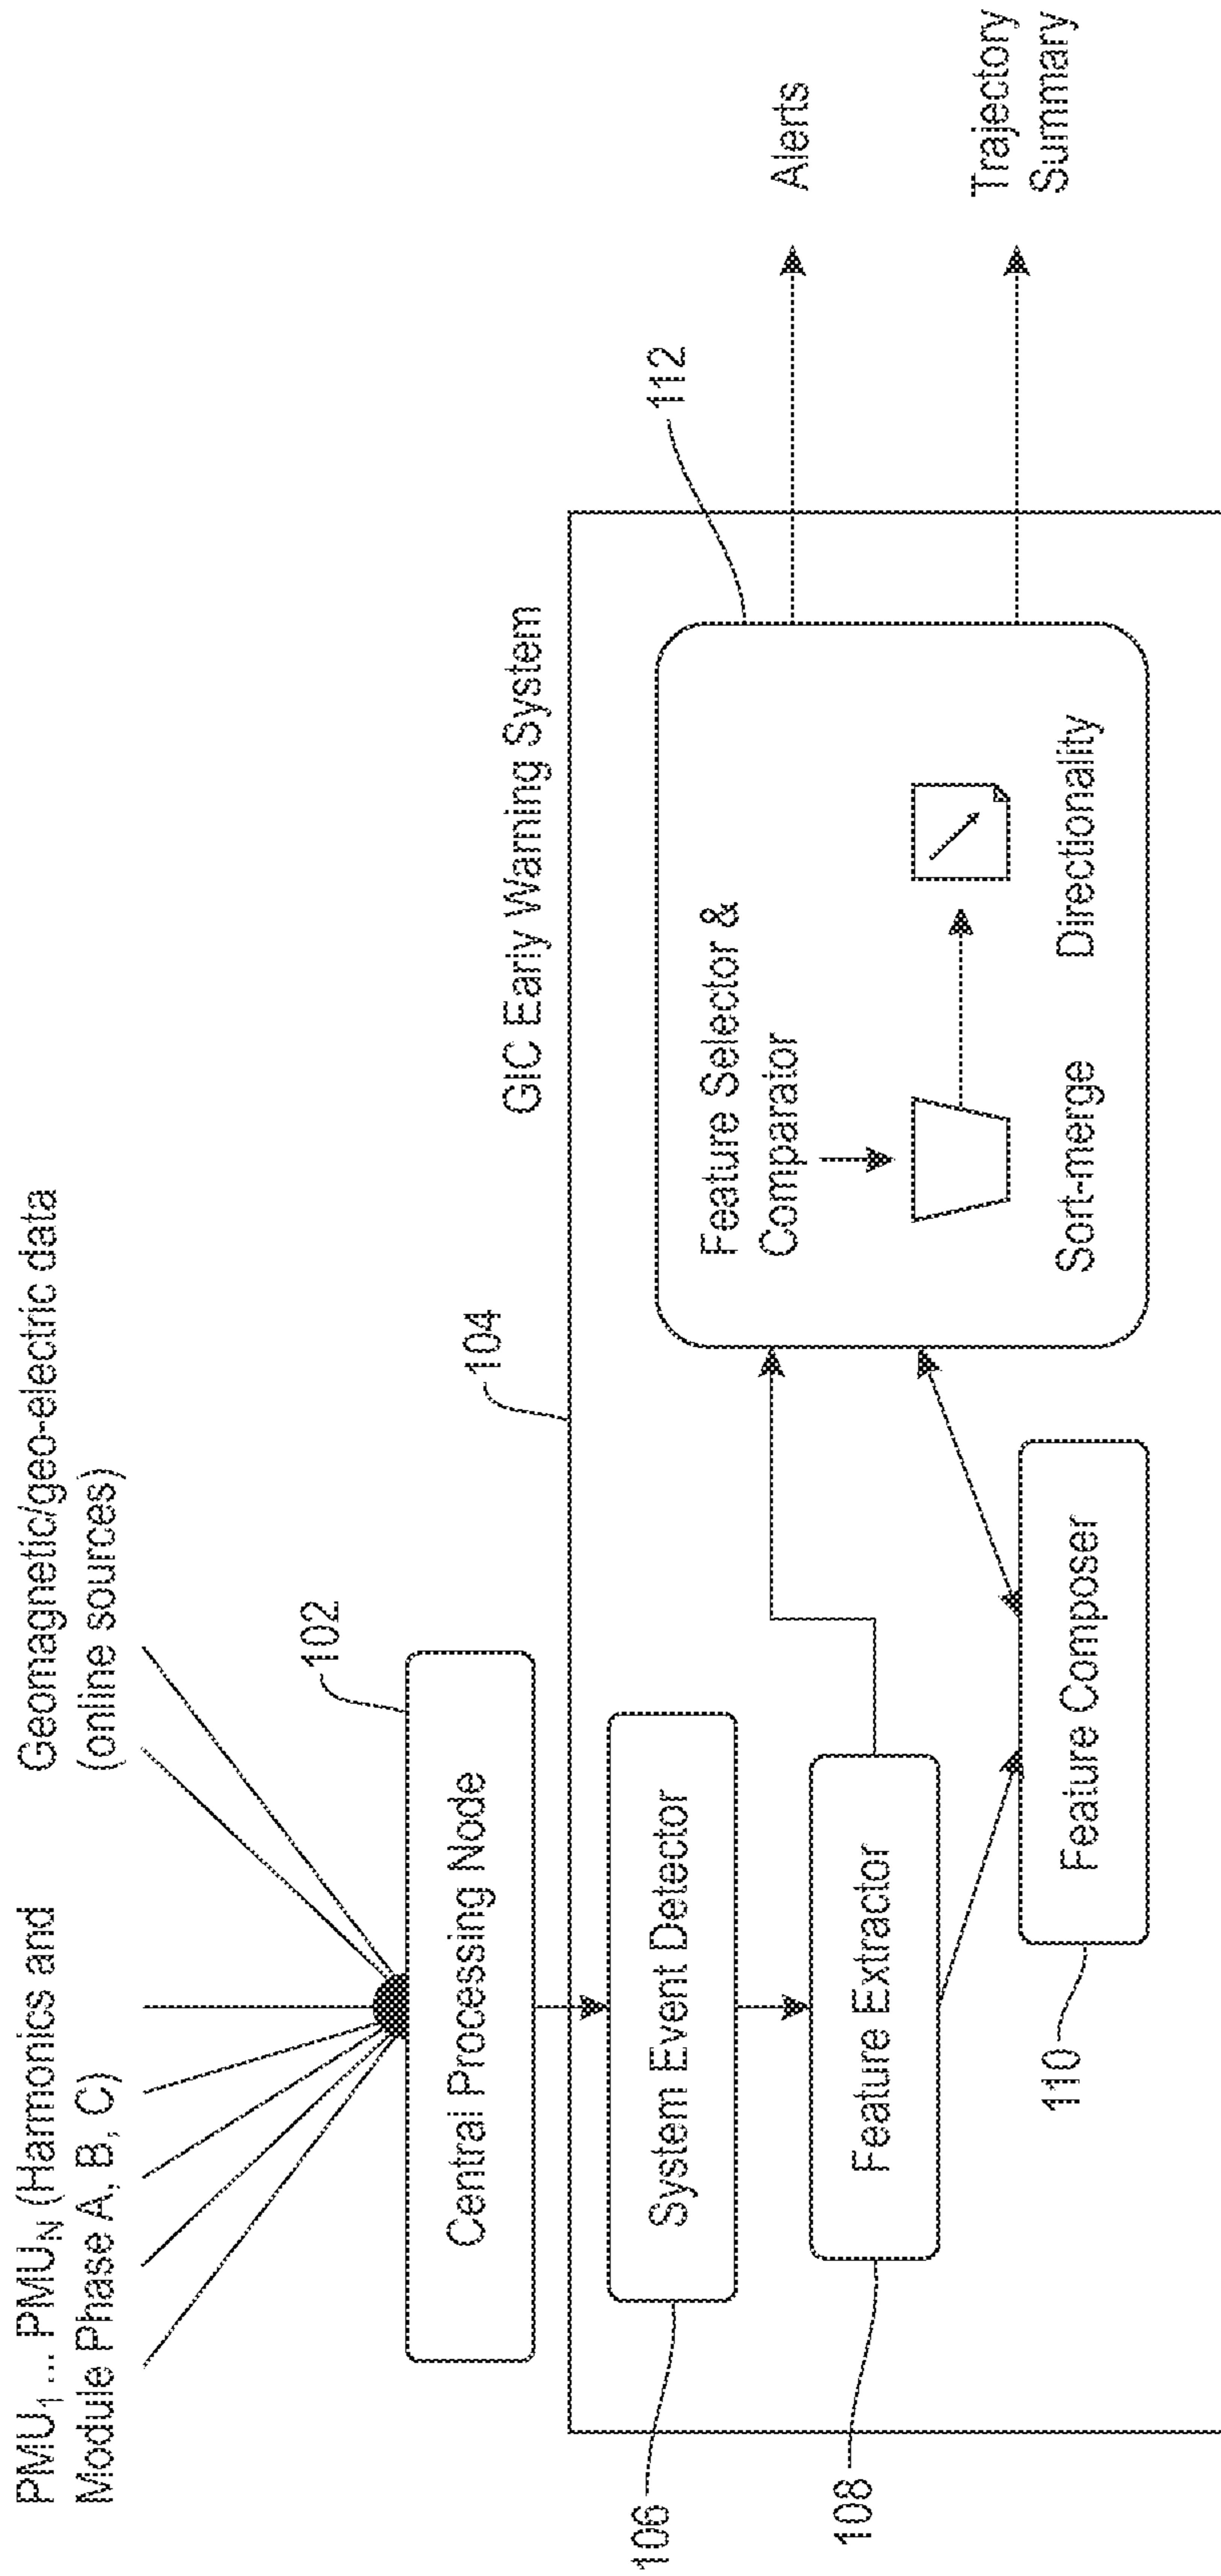 PMU1 ... PMUN (Harmonics and
Module Phase A, B, C)
Geomagnetic/geo-electric data
(online sources)
102
Central Processing Node
104
GIC Early Warning System
106
System Event Detector
112
Feature Selector &
Comparator
Alerts
108
Feature Extractor
Sort-merge
Directionality
Trajectory
Summary
110
Feature Composer